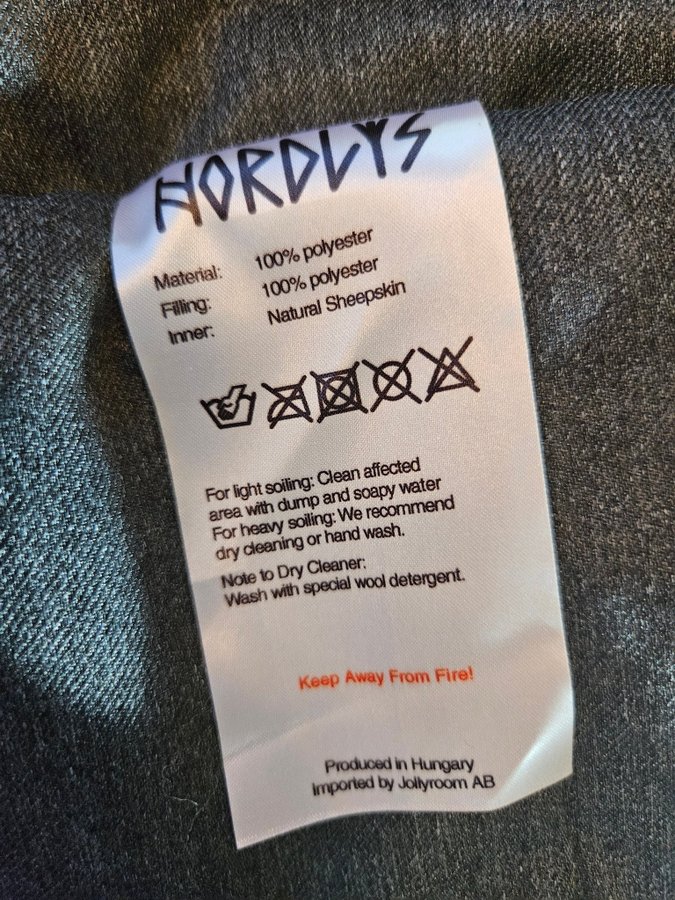 NORDLYS
Material: 100% polyester
Filling: 100% polyester
Inner: Natural Sheepskin
For light soiling: Clean affected
area with dump and soapy water
For heavy soiling: We recommend
dry cleaning or hand wash.
Note to Dry Cleaner:
Wash with special wool detergent.
Keep Away From Fire!
Produced in Hungary
Imported by Jollyroom AB